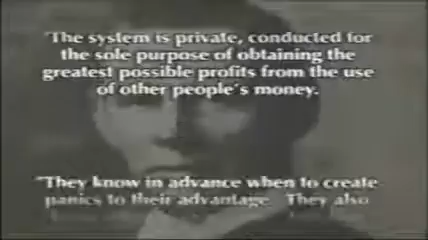 "The system is private, conducted for
the sole purpose of obtaining the
greatest possible profits from the use
of other people's money.
"They know in advance when to create
panics to their advantage. They also